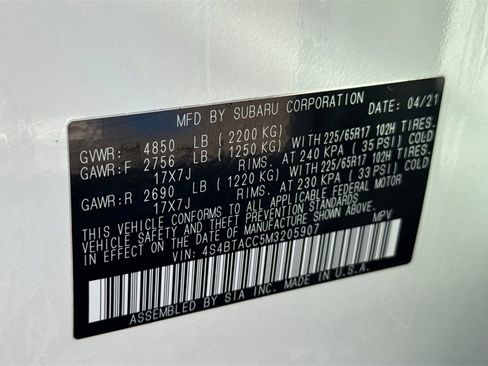 MFD BY SUBARU CORPORATION DATE: 04/21
GVWR: 4850 LB (2200 KG)
GAWR:F 2756 LB (1250 KG) WITH 225/65R17 102H TIRES.
17X7J RIMS. AT 240 KPA ( 35 PSI) COLD
GAWR:R 2690 LB (1220 KG) WITH 225/65R17 102H TIRES.
17X7J RIMS. AT 230 KPA ( 33 PSI) COLD
THIS VEHICLE CONFORMS TO ALL APPLICABLE FEDERAL MOTOR
VEHICLE SAFETY AND THEFT PREVENTION STANDARDS IN EFFECT
ON THE DATE OF MANUFACTURE SHOWN ABOVE.
VIN: 4S4BTACC5M3205907 MPV
ASSEMBLED BY SIA INC. MADE IN U.S.A.